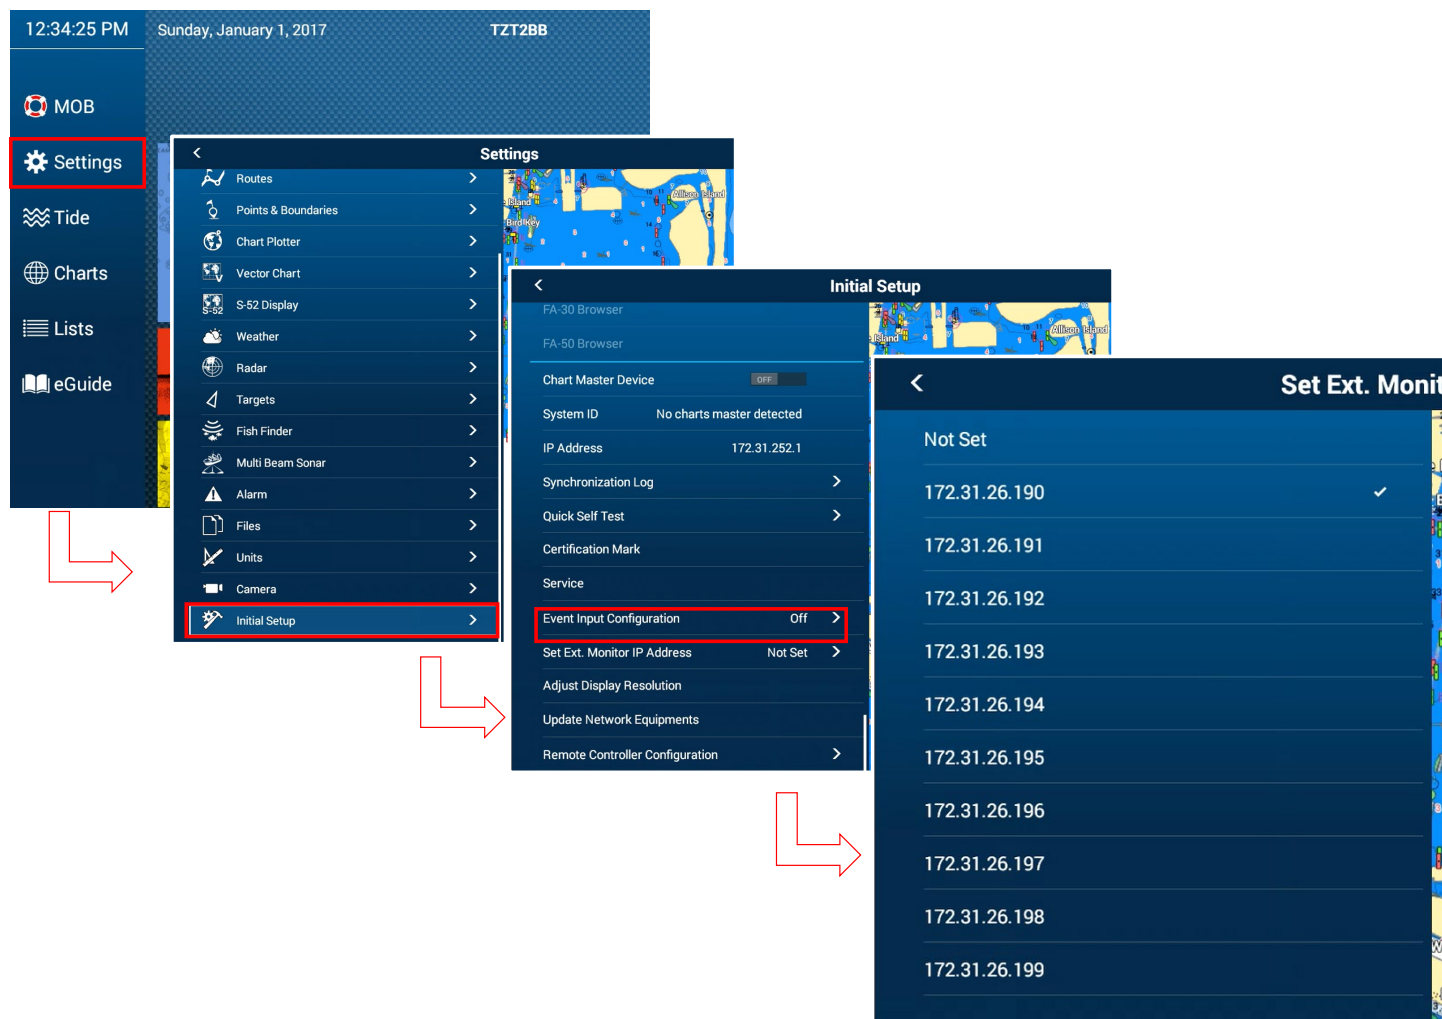 12:34:25 PM
Sunday, January 1, 2017
TZT2BB
MOB
Settings
Tide
Charts
Lists
eGuide
Settings
Routes
Points & Boundaries
Chart Plotter
Vector Chart
S-52 Display
Weather
Radar
Targets
Fish Finder
Multi Beam Sonar
Alarm
Files
Units
Camera
Initial Setup
Allison Island
Island
Bird Key
Initial Setup
FA-30 Browser
FA-50 Browser
Chart Master Device OFF
System ID No charts master detected
IP Address 172.31.252.1
Synchronization Log
Quick Self Test
Certification Mark
Service
Event Input Configuration Off
Set Ext. Monitor IP Address Not Set
Adjust Display Resolution
Update Network Equipments
Remote Controller Configuration
Allison Island
Island
Set Ext. Monit
Not Set
172.31.26.190
172.31.26.191
172.31.26.192
172.31.26.193
172.31.26.194
172.31.26.195
172.31.26.196
172.31.26.197
172.31.26.198
172.31.26.199